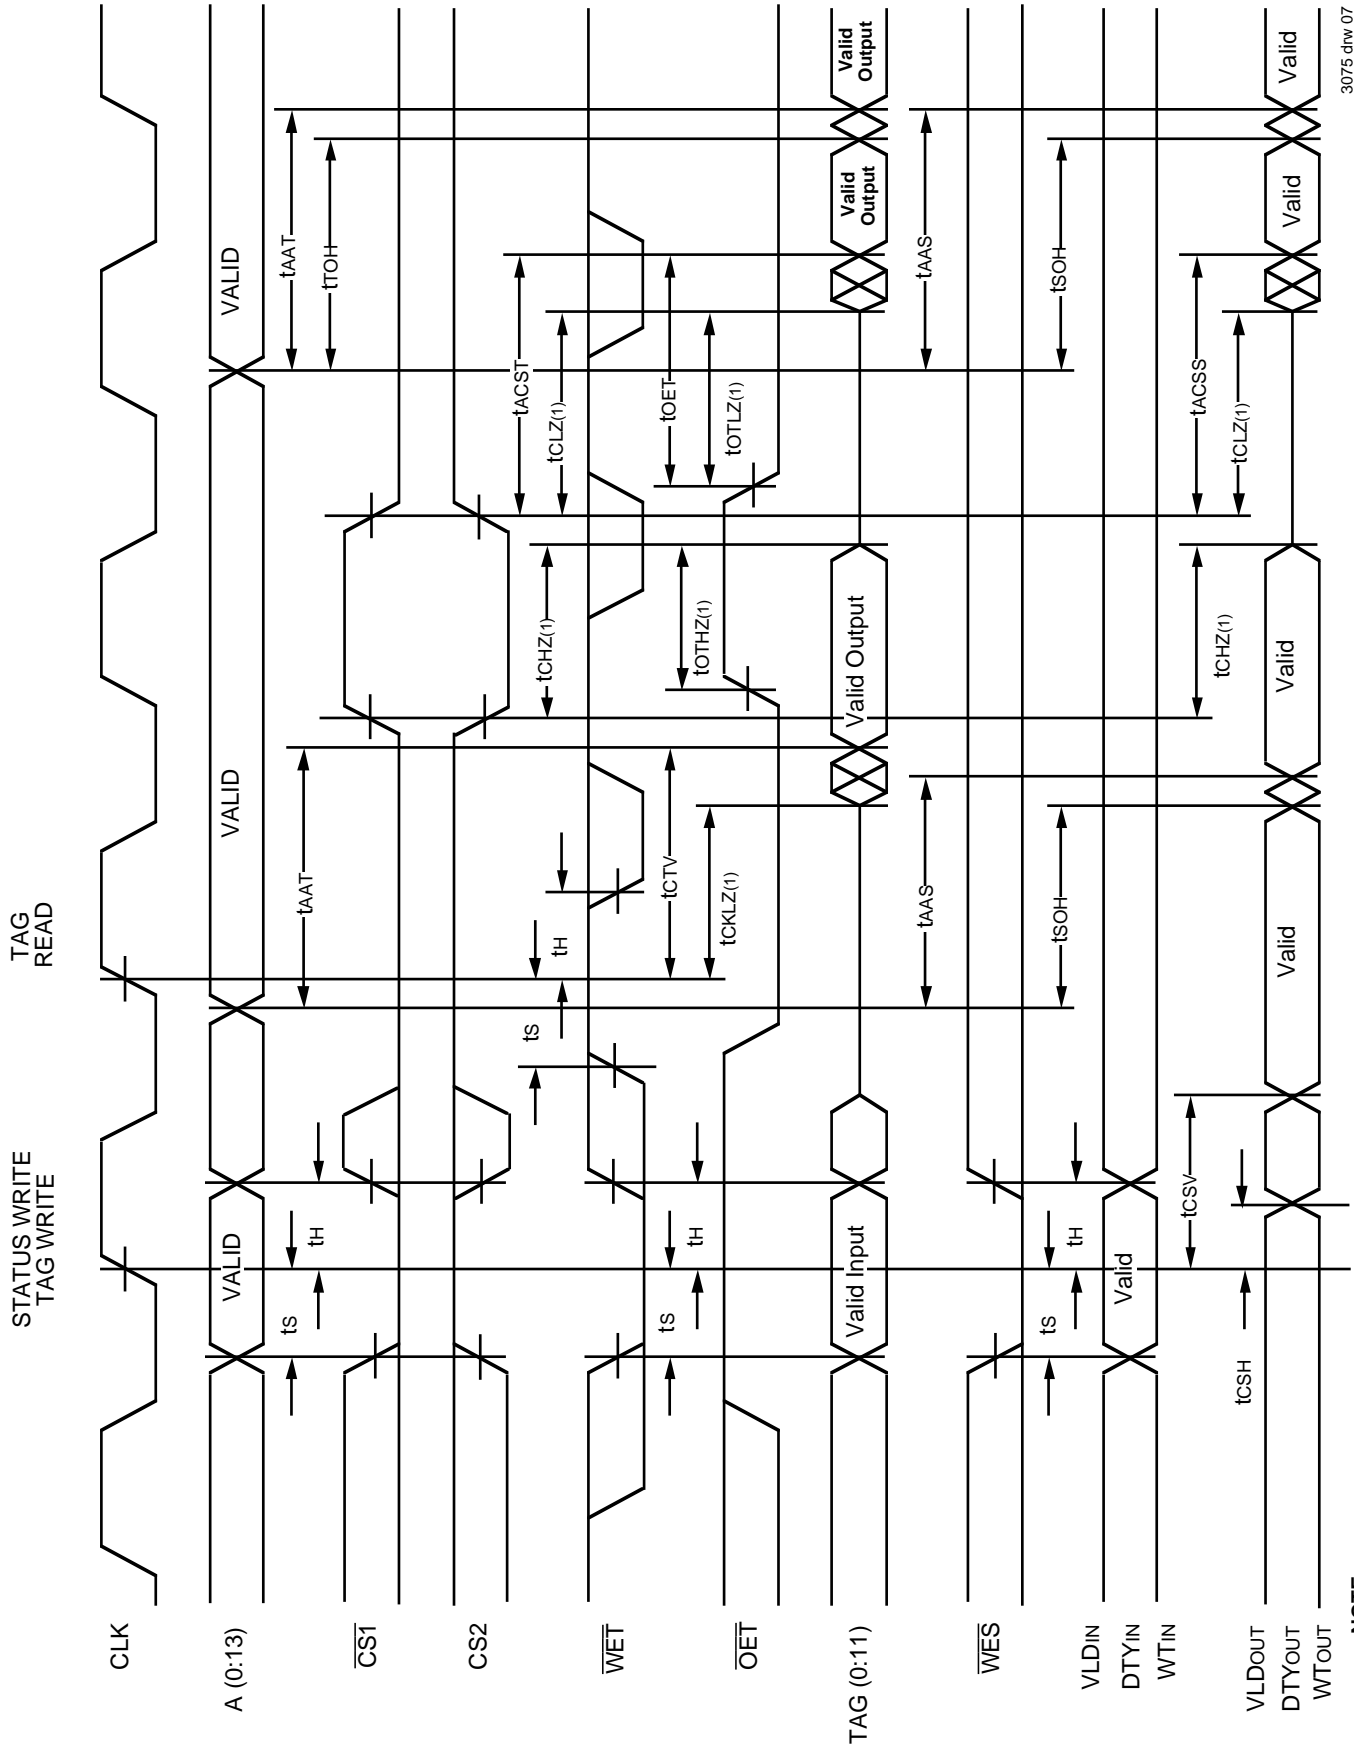 STATUS WRITE
TAG WRITE
TAG
READ
CLK
A (0:13)
VALID
VALID
VALID
tS
tH
tAAT
tAAT
tTOH
CS1
CS2
tACST
tCHZ(1)
tCLZ(1)
WET
tS
tH
tS
tH
tCTV
tCKLZ(1)
tOTHZ(1)
tOET
tOTLZ(1)
OET
TAG (0:11)
Valid Input
Valid Output
Valid
Output
Valid
Output
tAAS
tAAS
WES
tS
tH
tSOH
tSOH
VLDIN
DTYIN
WTIN
Valid
tCSV
tCSH
tCHZ(1)
tACSS
tCLZ(1)
VLDOUT
DTYOUT
WTOUT
Valid
Valid
Valid
Valid
3075 drw 07